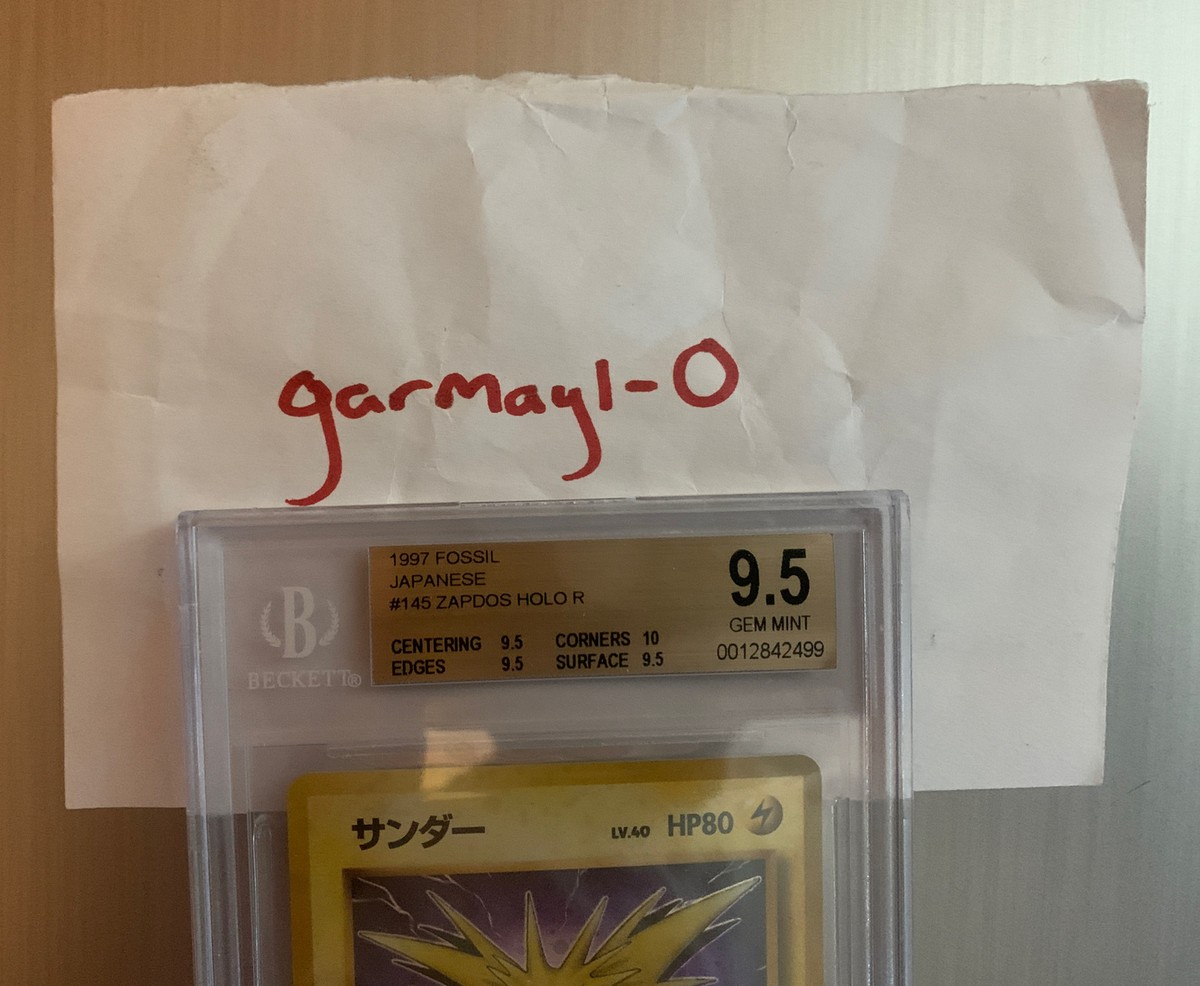 garmay1-0
1997 FOSSIL
JAPANESE
#145 ZAPDOS HOLO R
CENTERING 9.5 CORNERS 10
EDGES 9.5 SURFACE 9.5
9.5
GEM MINT
0012842499
B
BECKETT®
サンダー LV.40 HP80